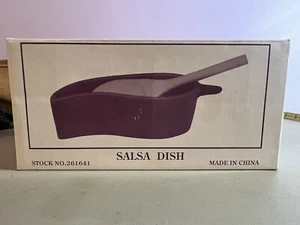 SALSA DISH
STOCK NO.261641 MADE IN CHINA